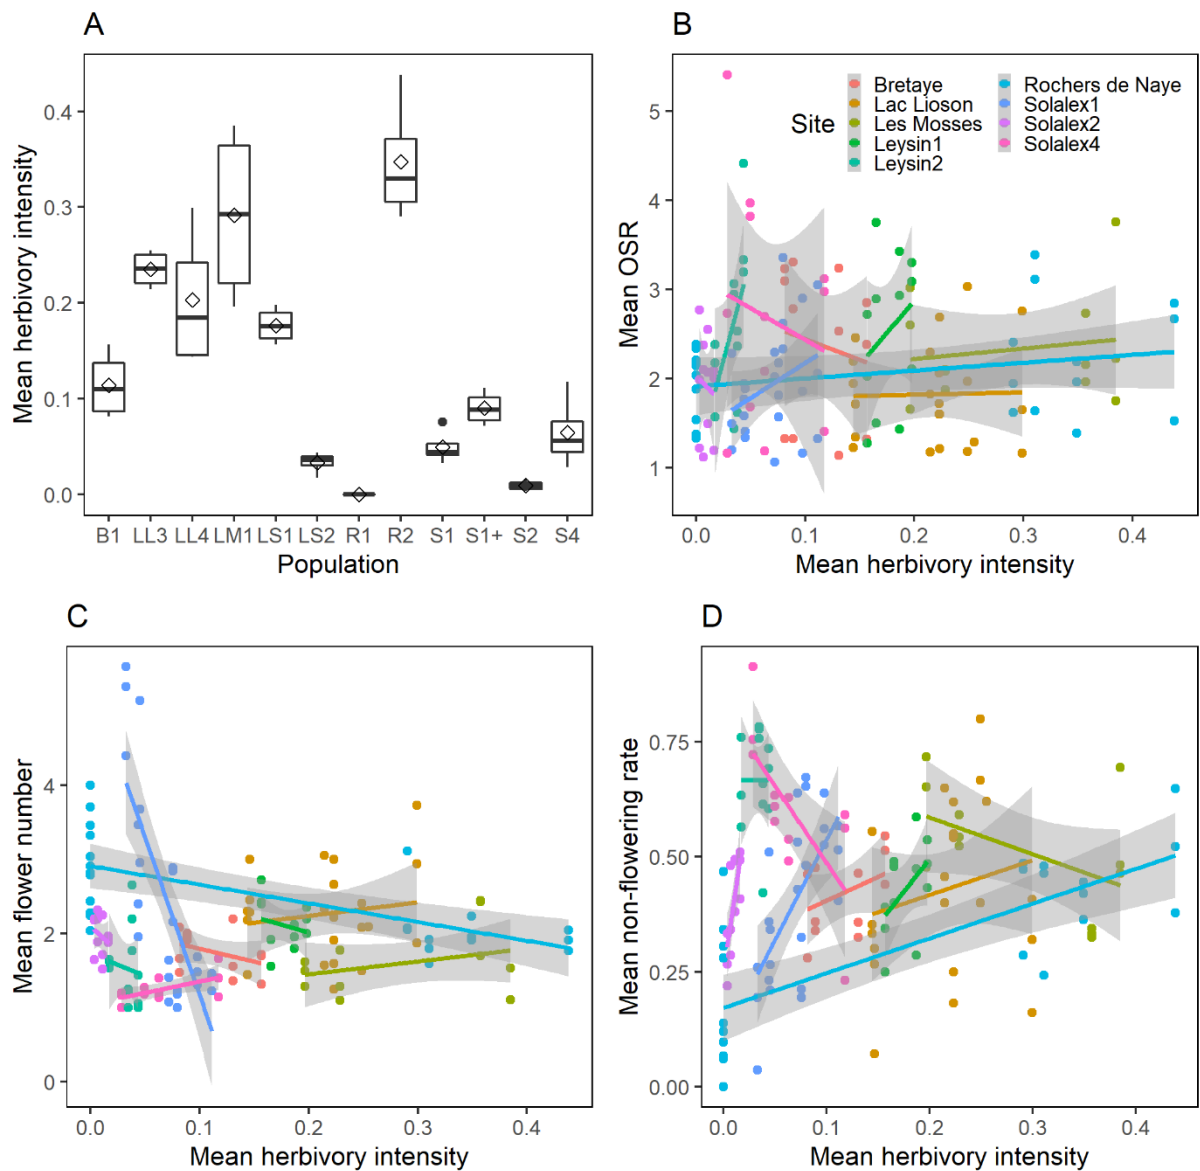 A
Mean herbivory intensity
0.4
0.3
0.2
0.1
0.0
B1 LL3 LL4 LM1 LS1 LS2 R1 R2 S1 S1+ S2 S4
Population
B
Mean OSR
5
4
3
2
1
Site
Bretaye
Lac Lioson
Les Mosses
Leysin1
Leysin2
Rochers de Naye
Solalex1
Solalex2
Solalex4
0.0 0.1 0.2 0.3 0.4
Mean herbivory intensity
C
Mean flower number
4
2
0
0.0 0.1 0.2 0.3 0.4
Mean herbivory intensity
D
Mean non-flowering rate
0.75
0.50
0.25
0.00
0.0 0.1 0.2 0.3 0.4
Mean herbivory intensity